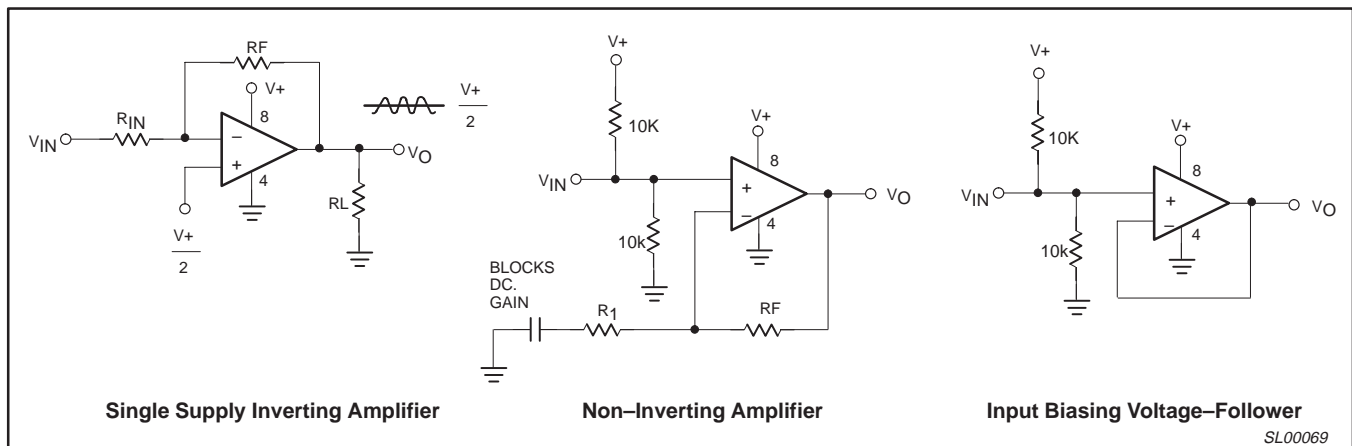 RF
V+
8
RIN
VIN
−
+
4
V+
2
VO
RL
V+
2
Single Supply Inverting Amplifier
V+
10K
V+
8
VIN
+
−
4
VO
10k
BLOCKS
DC.
GAIN
R1
RF
Non–Inverting Amplifier
V+
10K
V+
8
VIN
+
−
4
VO
10k
Input Biasing Voltage–Follower
SL00069